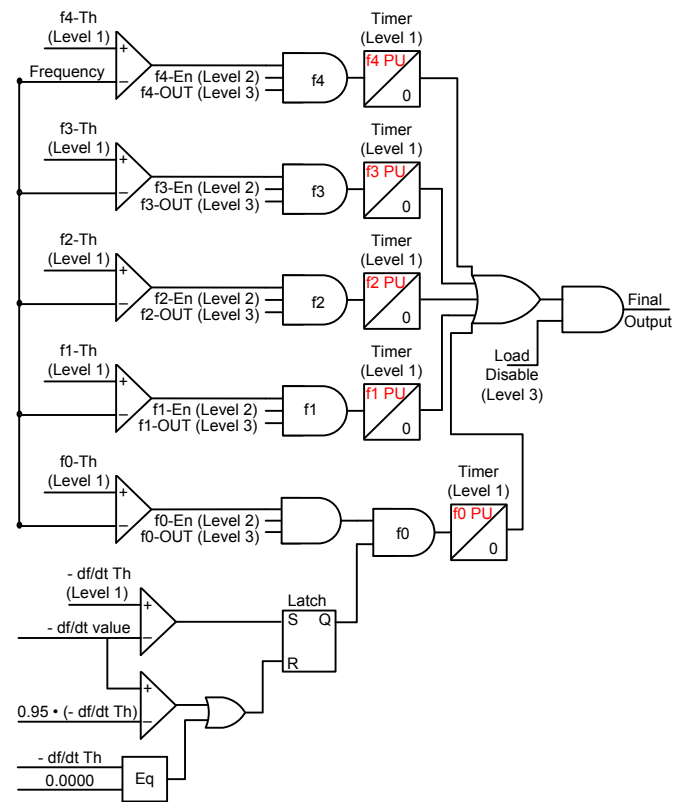 f4-Th
(Level 1)
+
Frequency
−
f4-En (Level 2)
f4-OUT (Level 3)
f4
Timer
(Level 1)
f4 PU
0
f3-Th
(Level 1)
+
−
f3-En (Level 2)
f3-OUT (Level 3)
f3
Timer
(Level 1)
f3 PU
0
f2-Th
(Level 1)
+
−
f2-En (Level 2)
f2-OUT (Level 3)
f2
Timer
(Level 1)
f2 PU
0
f1-Th
(Level 1)
+
−
f1-En (Level 2)
f1-OUT (Level 3)
f1
Timer
(Level 1)
f1 PU
0
Final
Output
Load
Disable
(Level 3)
f0-Th
(Level 1)
+
−
f0-En (Level 2)
f0-OUT (Level 3)
f0
Timer
(Level 1)
f0 PU
0
- df/dt Th
(Level 1)
+
- df/dt value
−
Latch
S Q
R
+
0.95 • (- df/dt Th)
−
- df/dt Th
0.0000
Eq